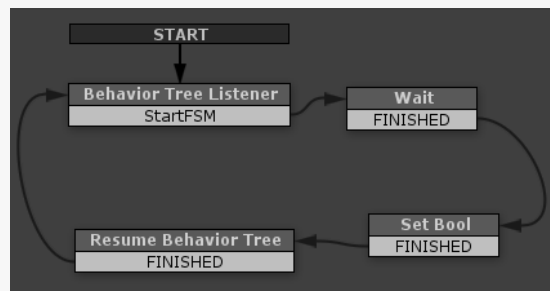 START
Behavior Tree Listener
StartFSM
Wait
FINISHED
Set Bool
FINISHED
Resume Behavior Tree
FINISHED